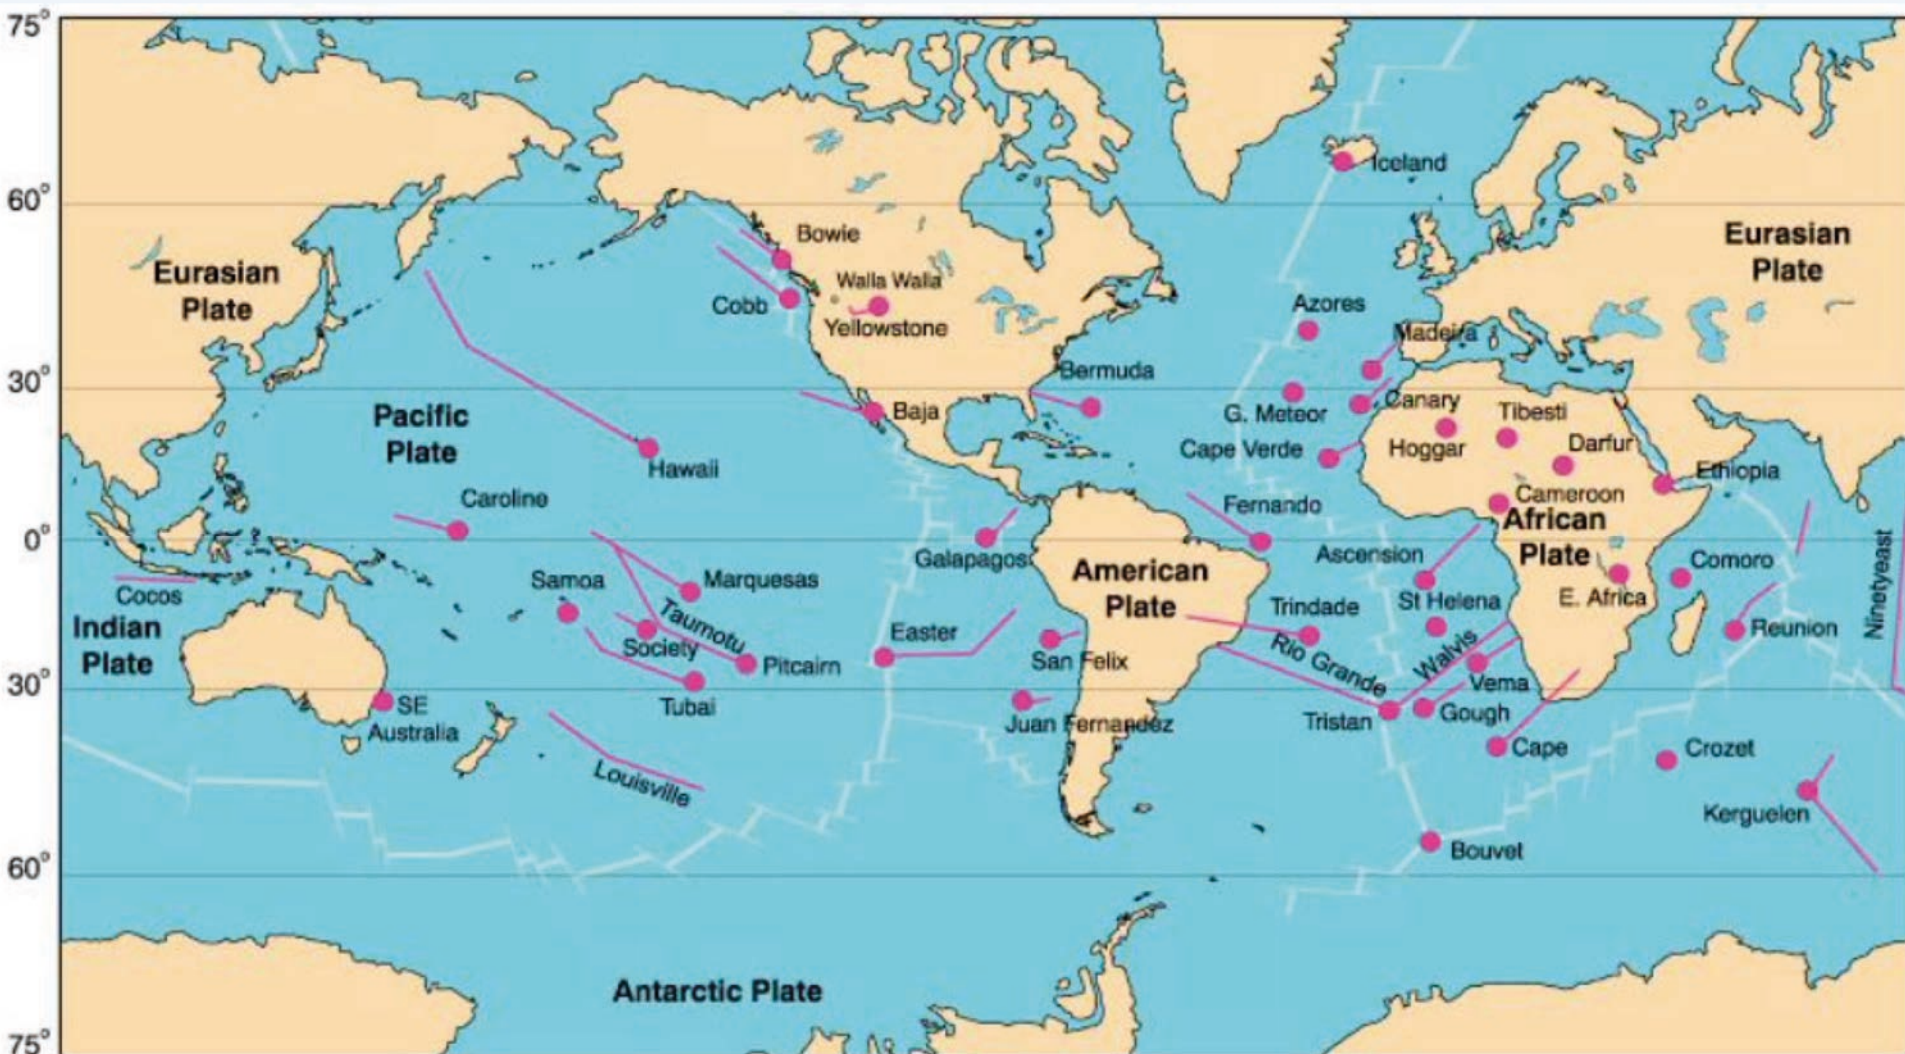 75°
60°
30°
0°
30°
60°
75°
Iceland
Bowie
Eurasian
Plate
Eurasian
Plate
Walla Walla
Cobb
Yellowstone
Azores
Madeira
Bermuda
Pacific
Plate
Baja
G. Meteor
Canary
Tibesti
Cape Verde
Hoggar
Darfur
Hawaii
Ethiopia
Caroline
Fernando
Cameroon
African
Plate
Galapagos
Ascension
Comoro
Cocos
Samoa
Marquesas
American
Plate
E. Africa
Trindade
St Helena
Indian
Plate
Taumotu
Easter
Rio Grande
Walvis
Reunion
Ninetyeast
Society
Pitcairn
San Felix
Vema
SE
Australia
Tubai
Juan Fernandez
Tristan
Gough
Cape
Crozet
Louisville
Kerguelen
Bouvet
Antarctic Plate